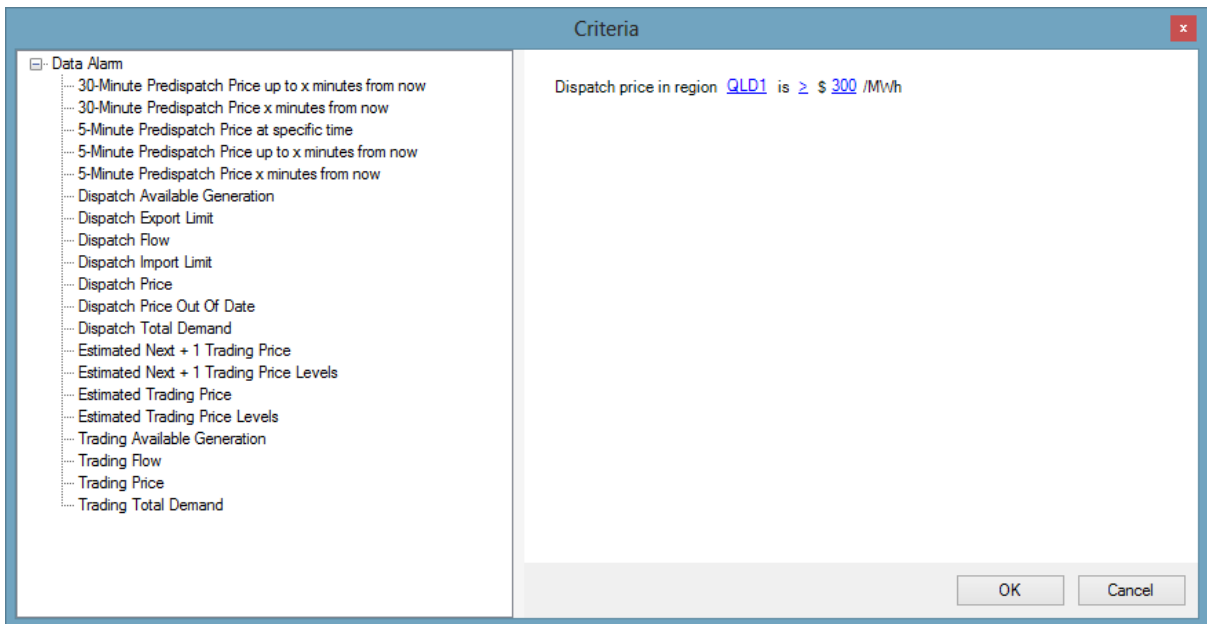 Criteria
x
Data Alarm
30-Minute Predispatch Price up to x minutes from now
30-Minute Predispatch Price x minutes from now
5-Minute Predispatch Price at specific time
5-Minute Predispatch Price up to x minutes from now
5-Minute Predispatch Price x minutes from now
Dispatch Available Generation
Dispatch Export Limit
Dispatch Flow
Dispatch Import Limit
Dispatch Price
Dispatch Price Out Of Date
Dispatch Total Demand
Estimated Next + 1 Trading Price
Estimated Next + 1 Trading Price Levels
Estimated Trading Price
Estimated Trading Price Levels
Trading Available Generation
Trading Flow
Trading Price
Trading Total Demand
Dispatch price in region QLD1 is > $ 300 /MWh
OK
Cancel